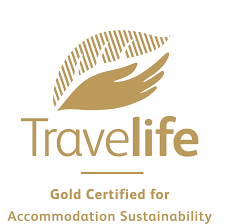 Travelife
Gold Certified for
Accommodation Sustainability